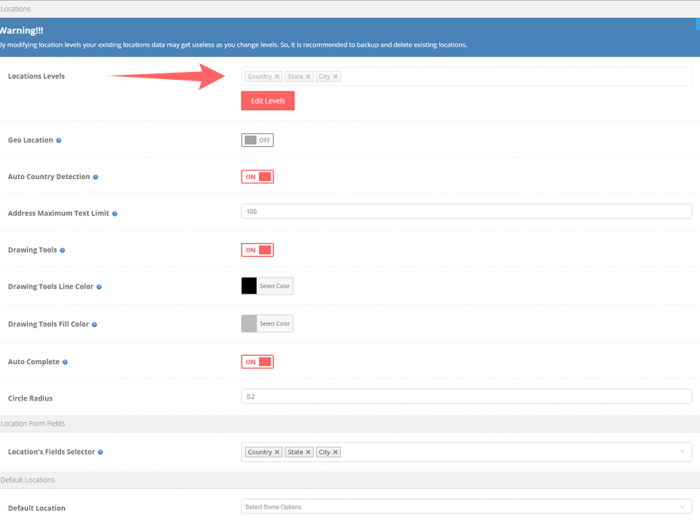 Locations
Warning!!!
By modifying location levels your existing locations data may get useless as you change levels. So, it is recommended to backup and delete existing locations.
Locations Levels
Country × State × City ×
Edit Levels
Geo Location ?
OFF
Auto Country Detection ?
ON
Address Maximum Text Limit ?
100
Drawing Tools ?
ON
Drawing Tools Line Color ?
Select Color
Drawing Tools Fill Color ?
Select Color
Auto Complete ?
ON
Circle Radius
0.2
Location Form Fields
Location's Fields Selector ?
Country × State × City ×
Default Locations
Default Location
Select Some Options